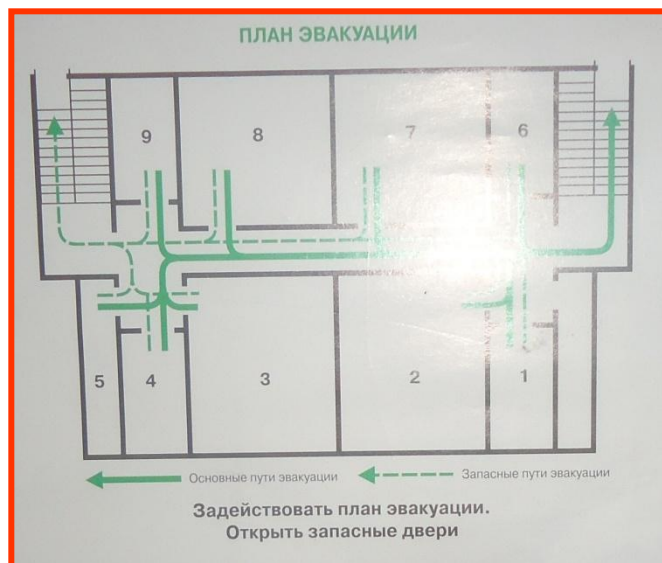 ПЛАН ЭВАКУАЦИИ
9
8
7
6
5
4
3
2
1
Основные пути эвакуации
Запасные пути эвакуации
Задействовать план эвакуации.
Открыть запасные двери